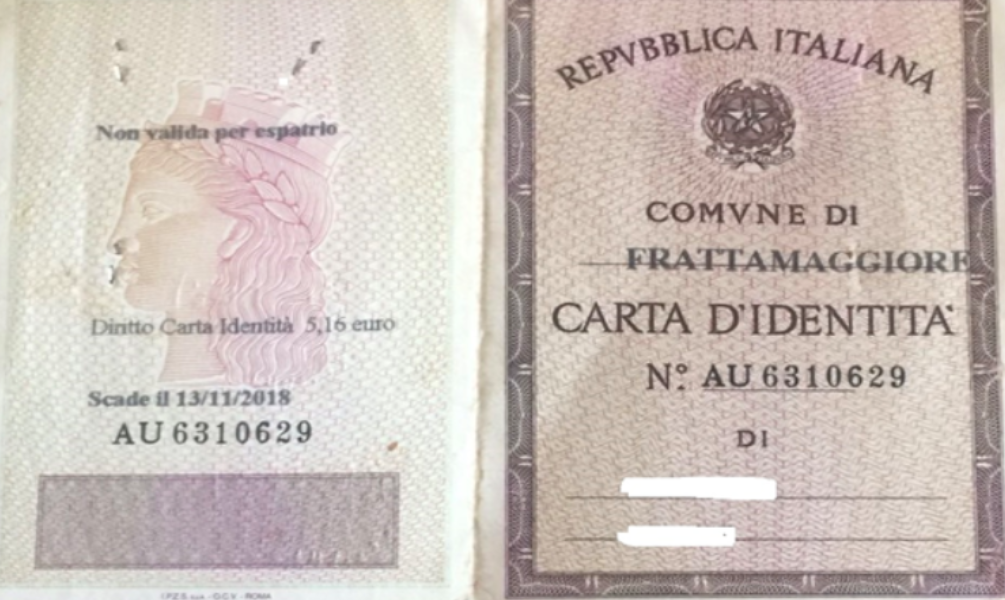 Non valida per espatrio
Diritto Carta Identità 5,16 euro
Scade il 13/11/2018
AU 6310629
REPVBBLICA ITALIANA
COMVNE DI
FRATTAMAGGIORE
CARTA D'IDENTITA'
N° AU 6310629
DI